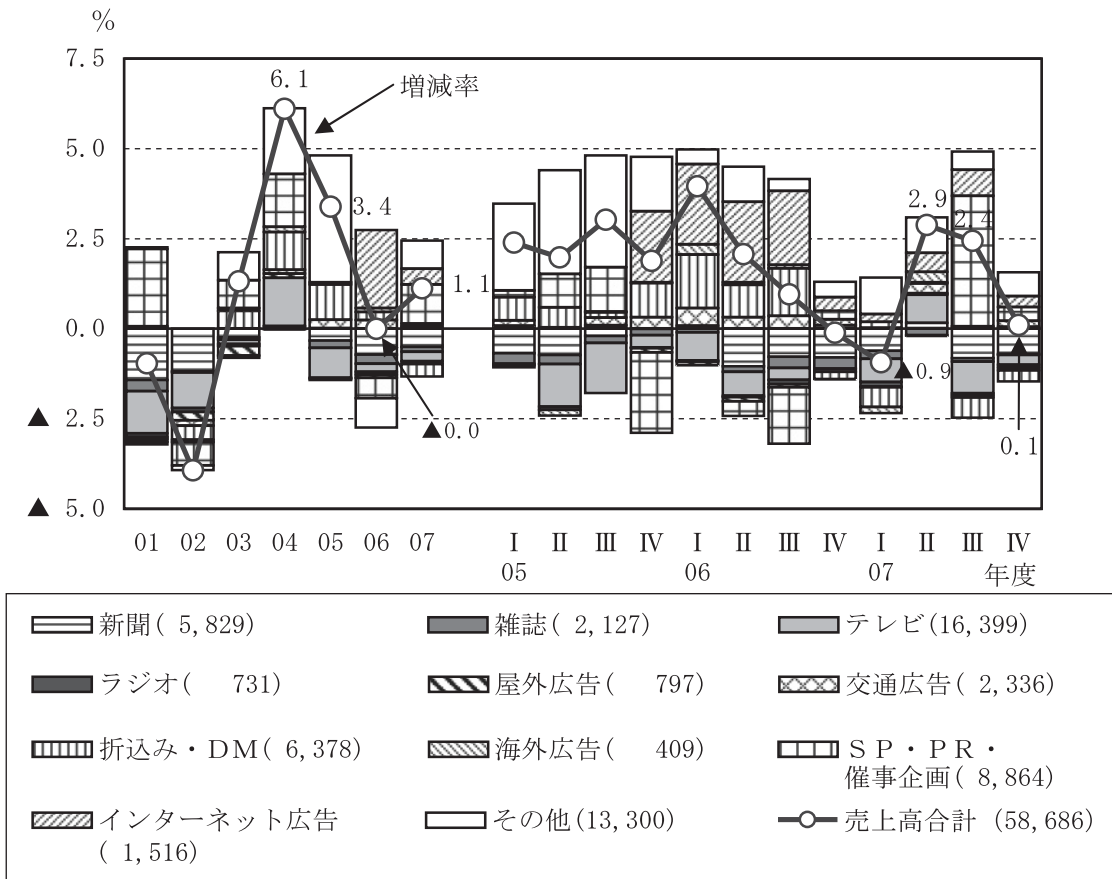 %
7.5
5.0
2.5
0.0
▲ 2.5
▲ 5.0
6.1
増減率
3.4
▲0.0
1.1
2.9
2.4
▲0.9
0.1
01 02 03 04 05 06 07 Ⅰ Ⅱ Ⅲ Ⅳ Ⅰ Ⅱ Ⅲ Ⅳ Ⅰ Ⅱ Ⅲ Ⅳ
05 06 07 年度
新聞( 5,829) 雑誌( 2,127) テレビ(16,399)
ラジオ( 731) 屋外広告( 797) 交通広告( 2,336)
折込み・DM( 6,378) 海外広告( 409) SP・PR・
催事企画( 8,864)
インターネット広告 その他(13,300) 売上高合計 (58,686)
( 1,516)